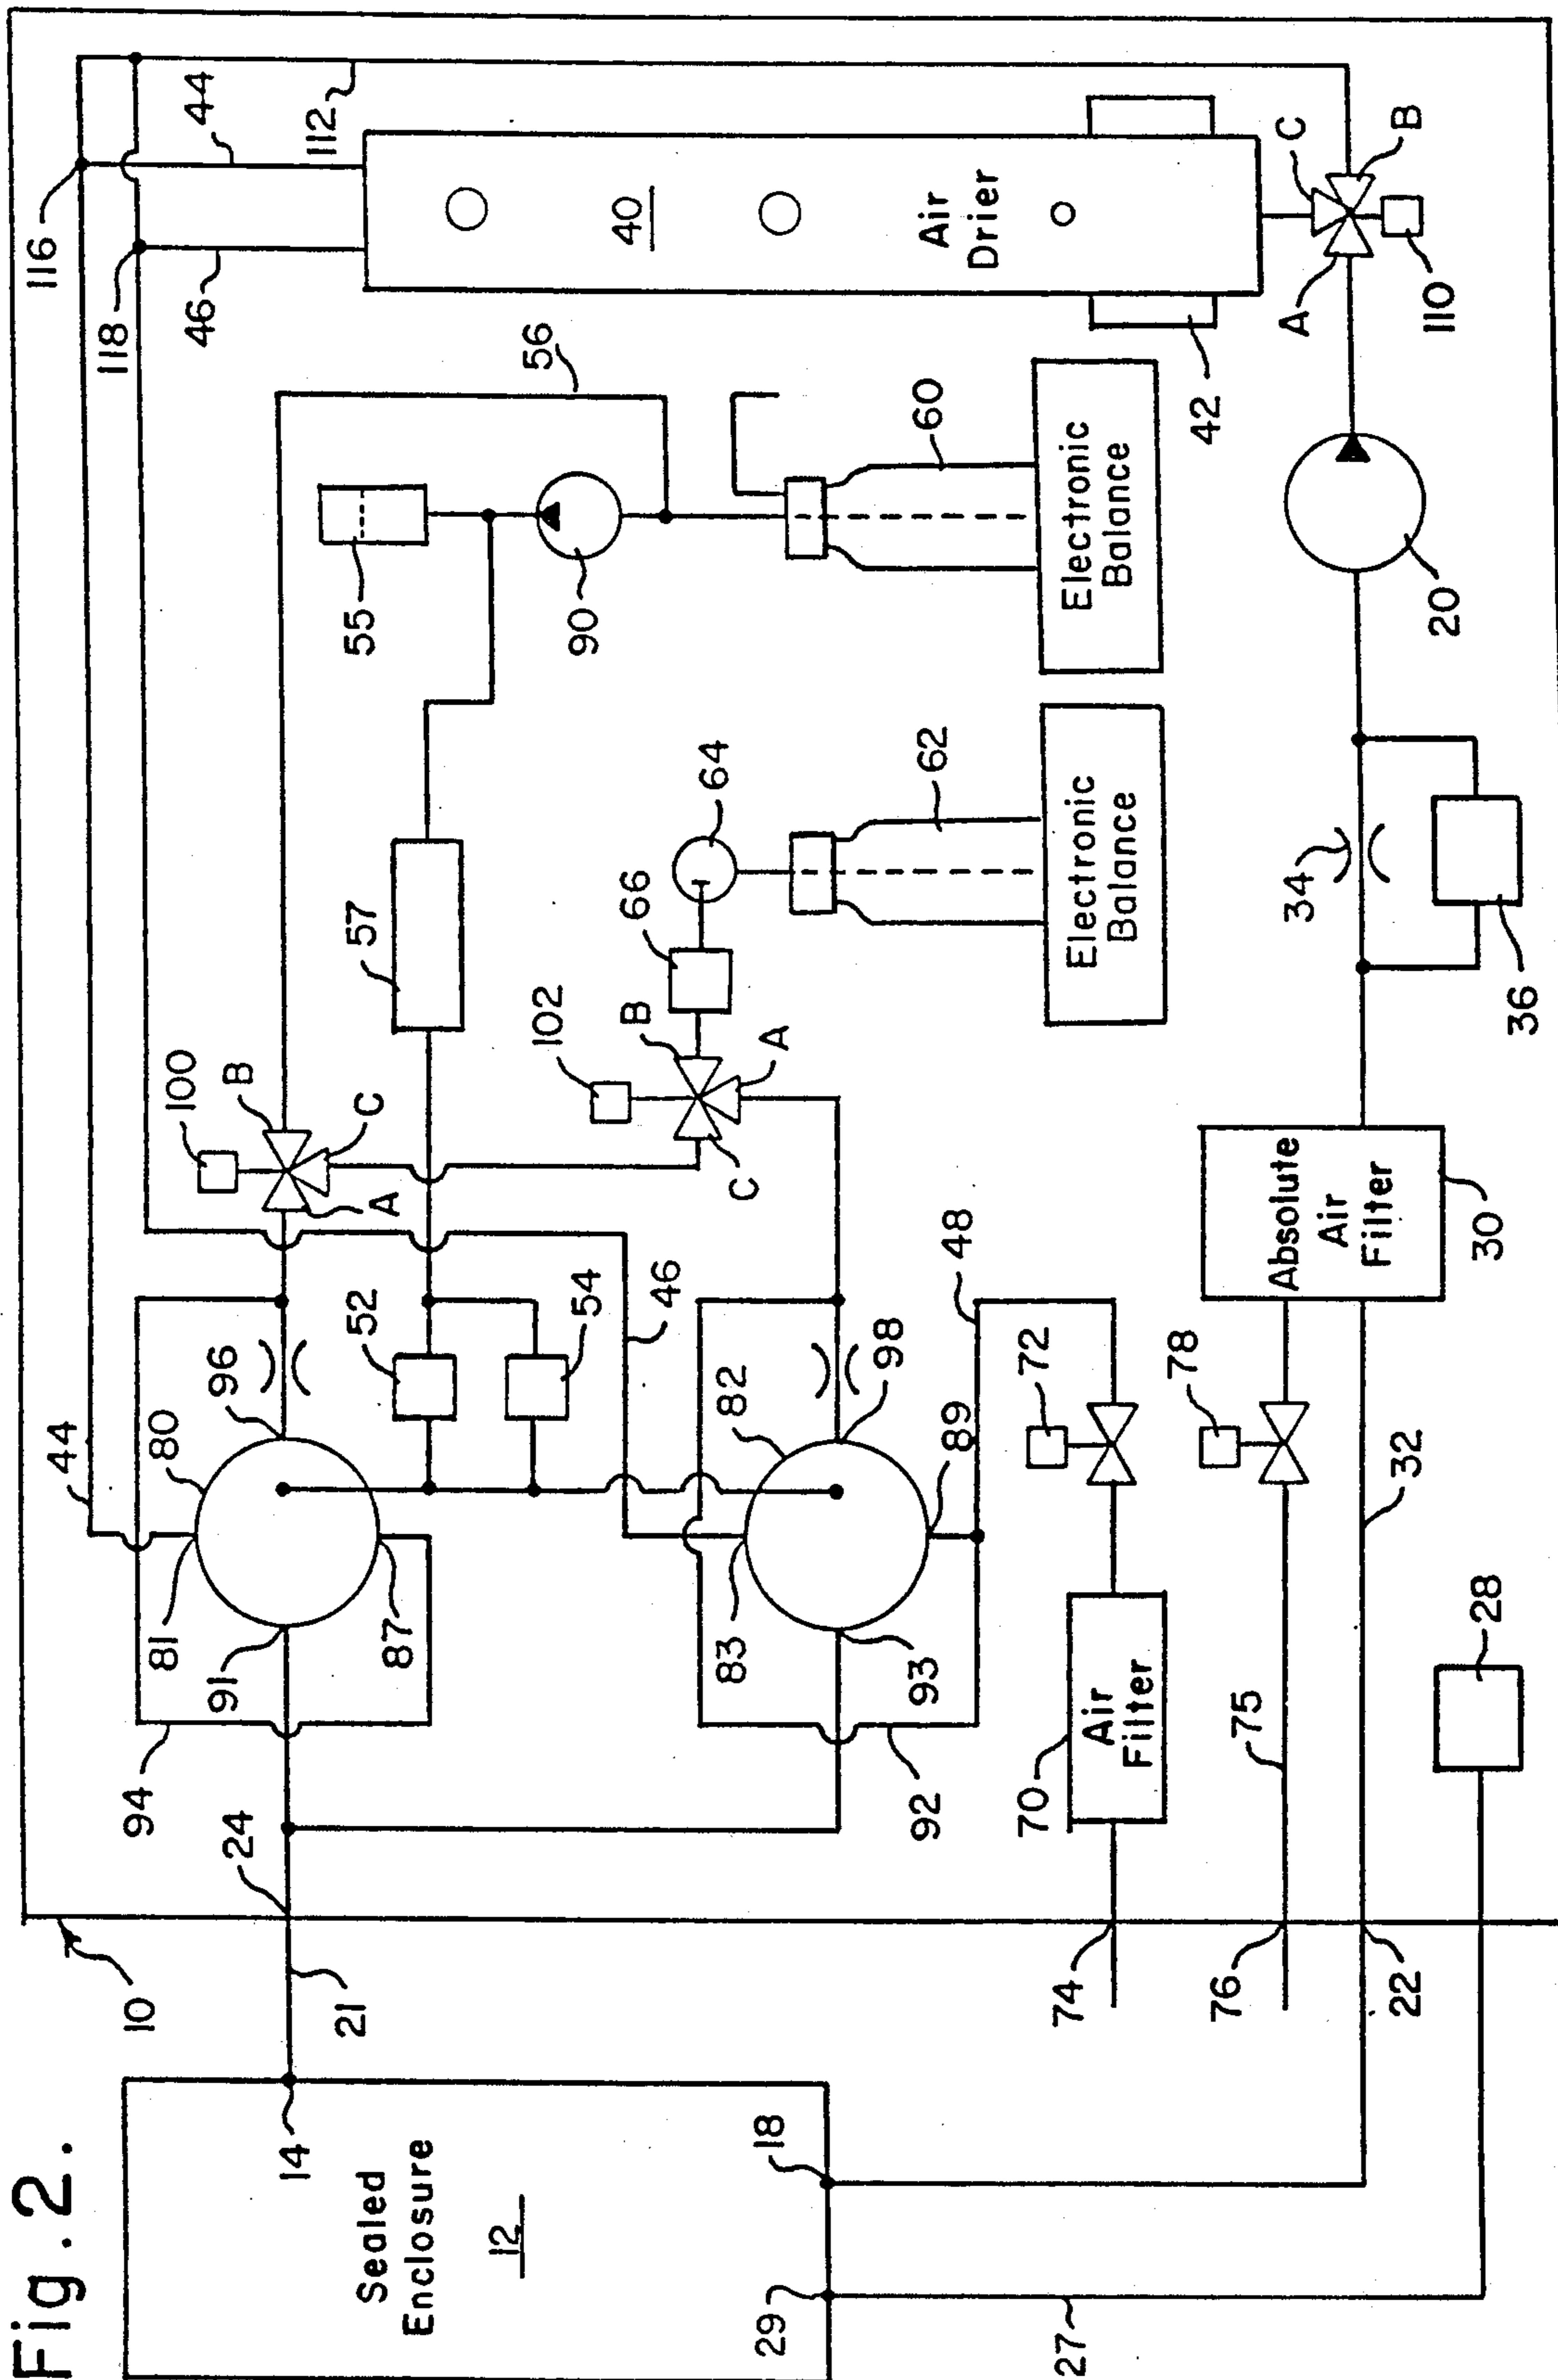 Fig. 2.
10
44
116
94
81
80
118
24
91
96
100
B
46
112
44
14
21
87
A
C
Sealed
Enclosure
12
52
57
55
56
54
46
102
B
66
90
64
40
83
82
C
A
29
18
92
93
98
89
48
62
60
Air
Drier
27
74
70
Air
Filter
72
Electronic
Balance
Electronic
Balance
76
75
78
42
22
32
Absolute
Air
Filter
30
34
20
A
C
B
110
28
36